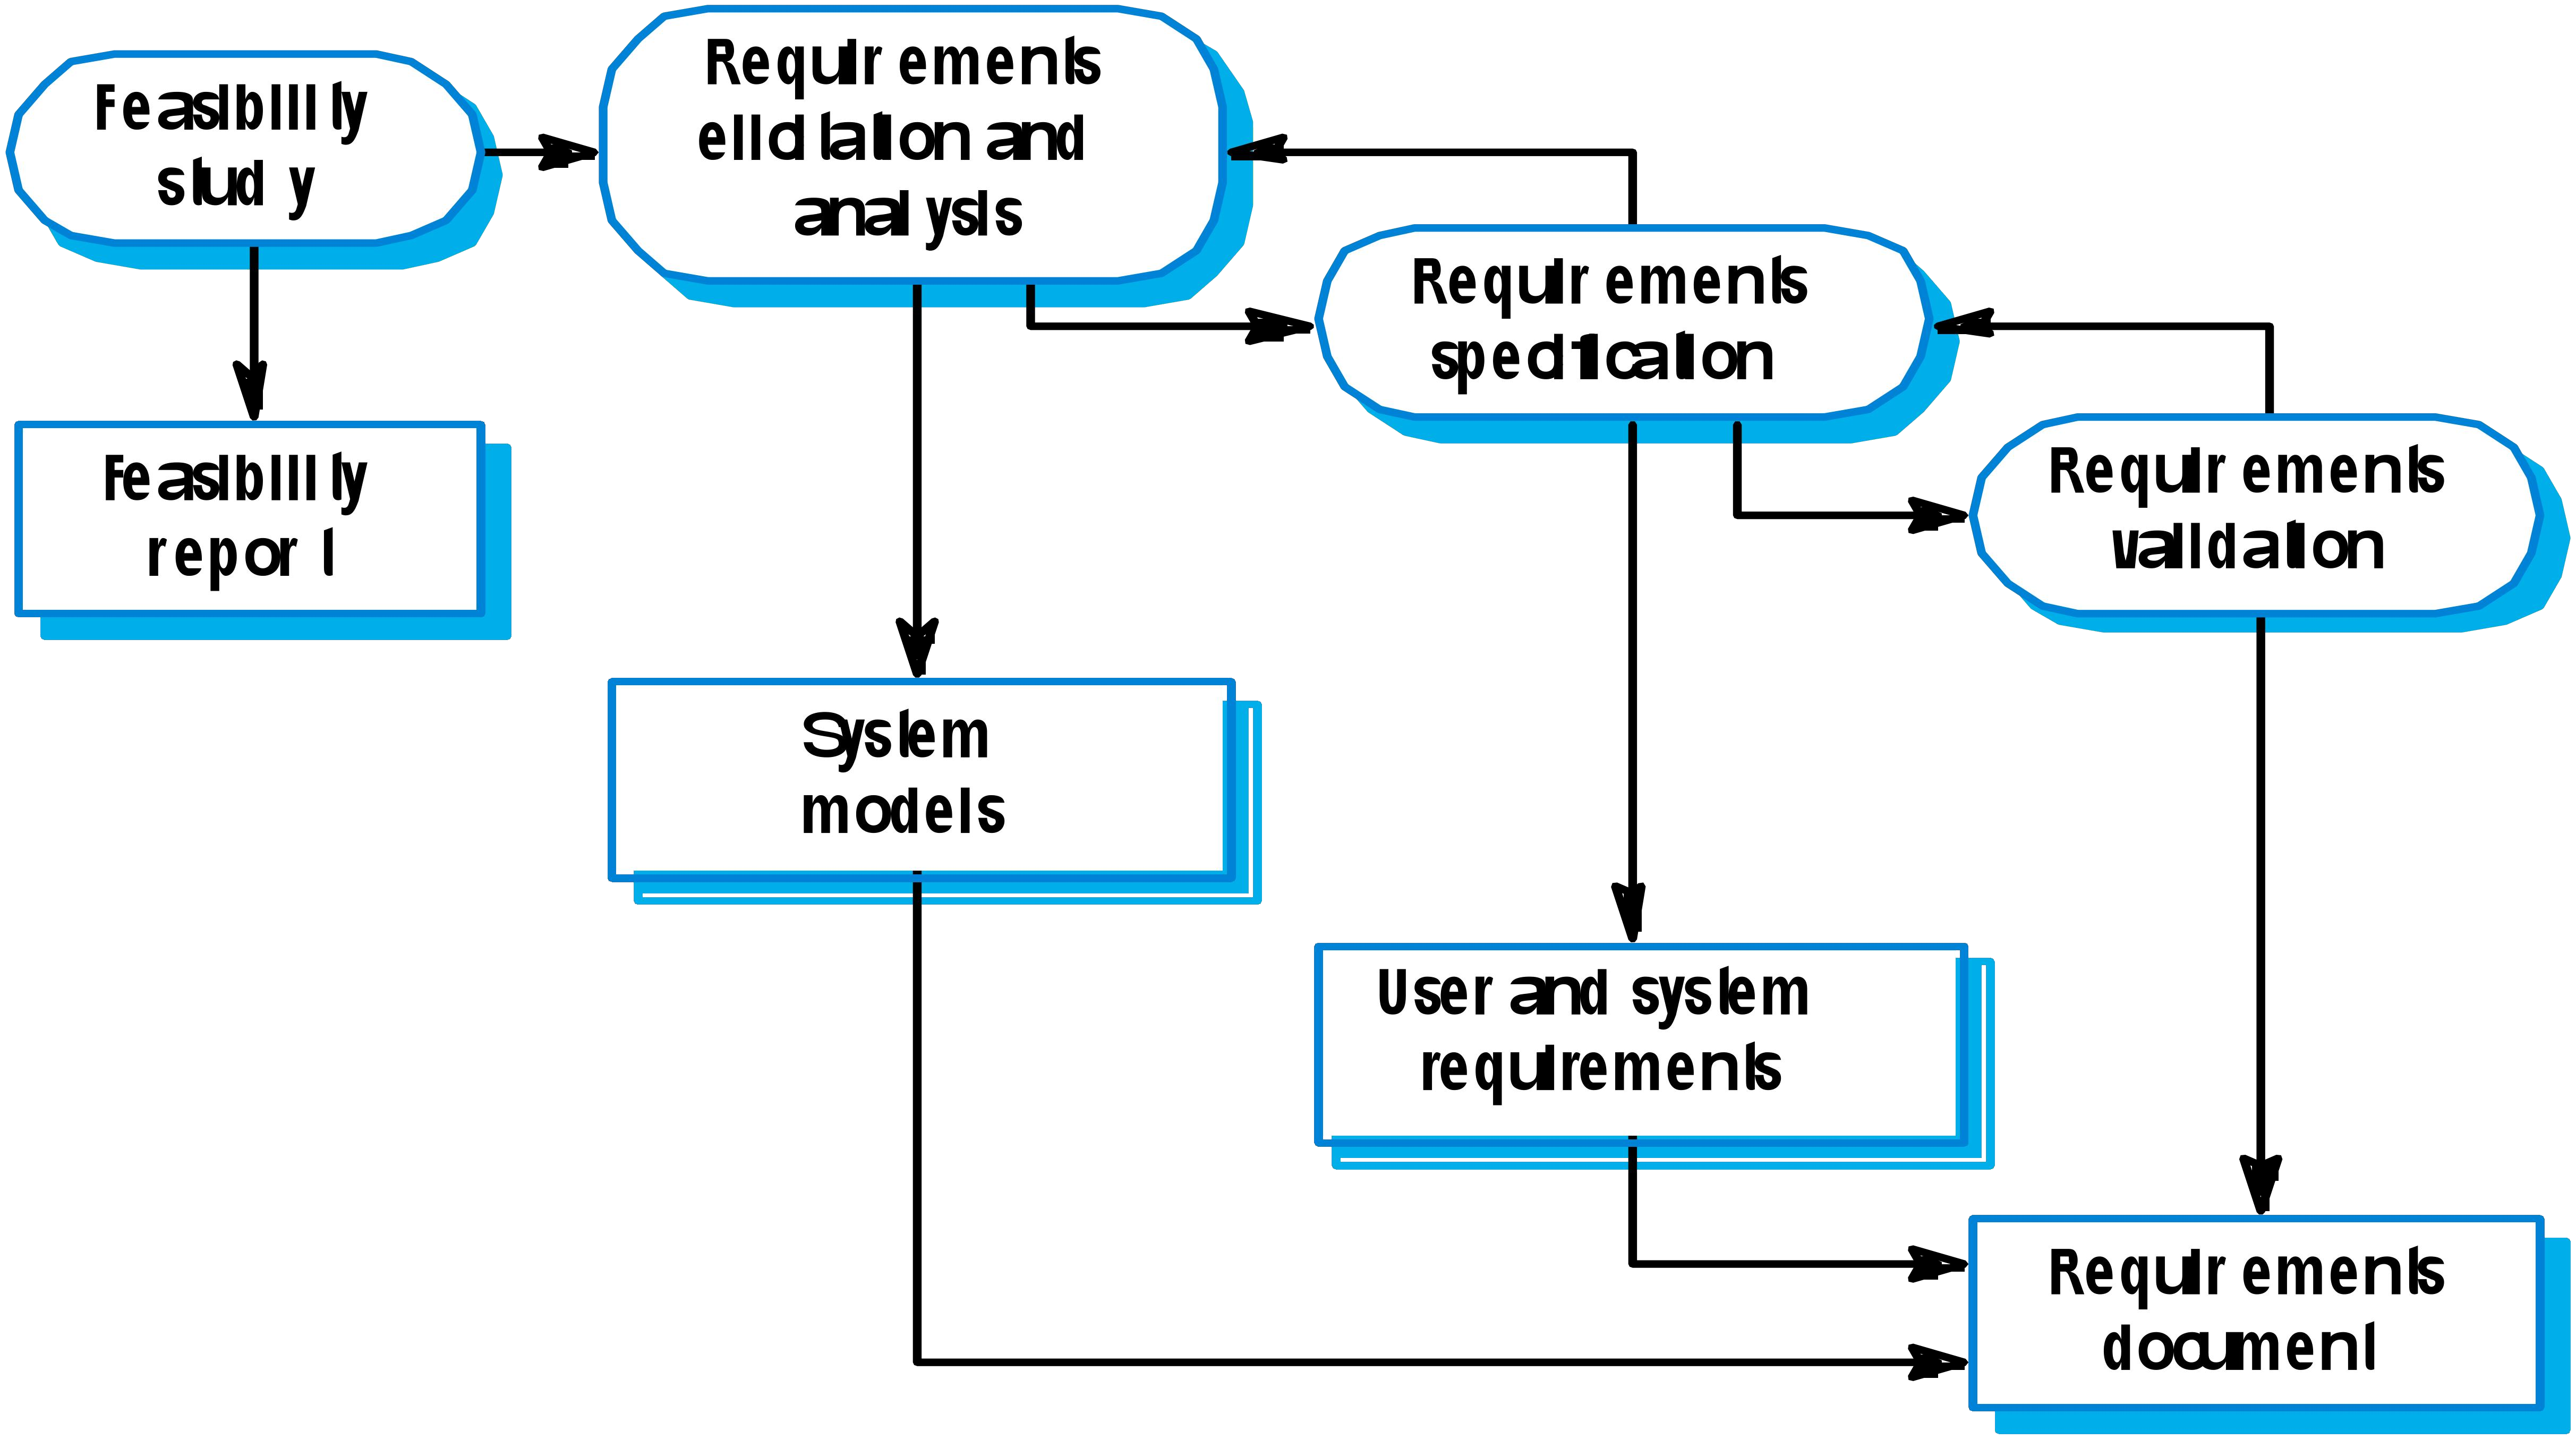 Feasibility
study
Requirements
elicitation and
analysis
Requirements
specification
Requirements
validation
Feasibility
report
System
models
User and system
requirements
Requirements
document